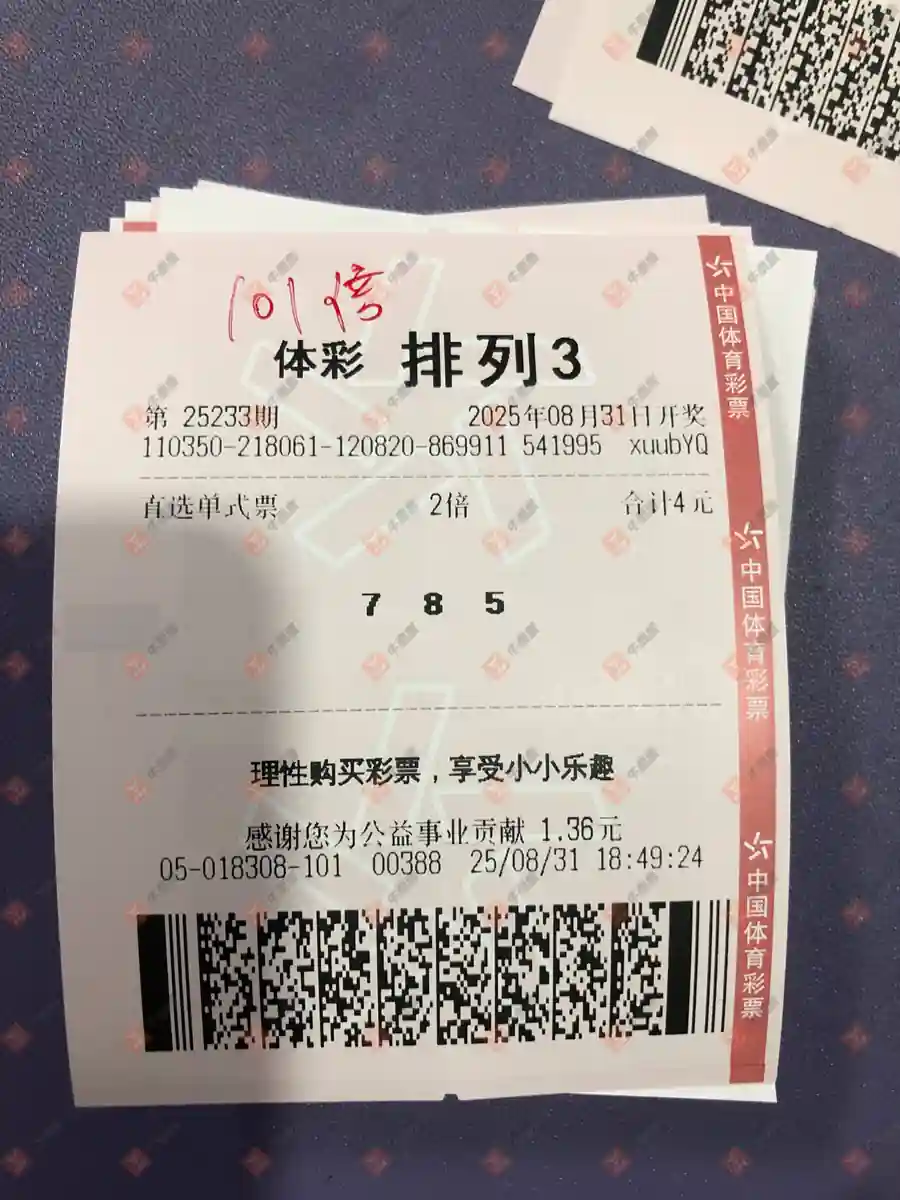 101倍
体彩 排列3
第 25233期 2025年08月31日开奖
110350-218061-120820-869911 541995 xuubYQ
直选单式票 2倍 合计4元
7 8 5
理性购买彩票，享受小小乐趣
感谢您为公益事业贡献 1.36元
05-018308-101 00388 25/08/31 18:49:24
中国体育彩票
中国体育彩票
中国体育彩票